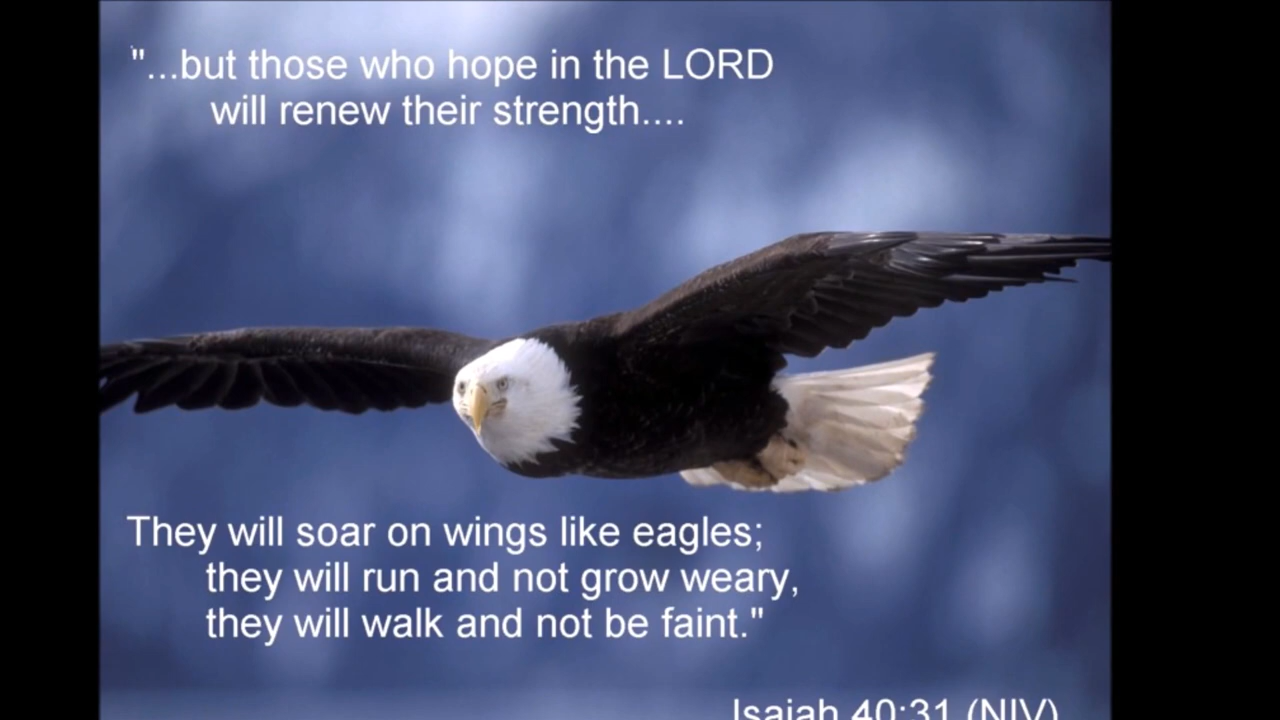 "...but those who hope in the LORD
will renew their strength....
They will soar on wings like eagles;
they will run and not grow weary,
they will walk and not be faint."
Isaiah 40:31 (NIV)